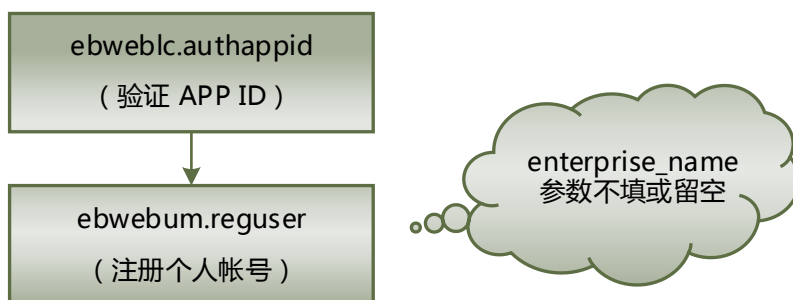 ebweblc.authappid
（验证 APP ID）
enterprise_name
参数不填或留空
ebwebum.reguser
（注册个人帐号）